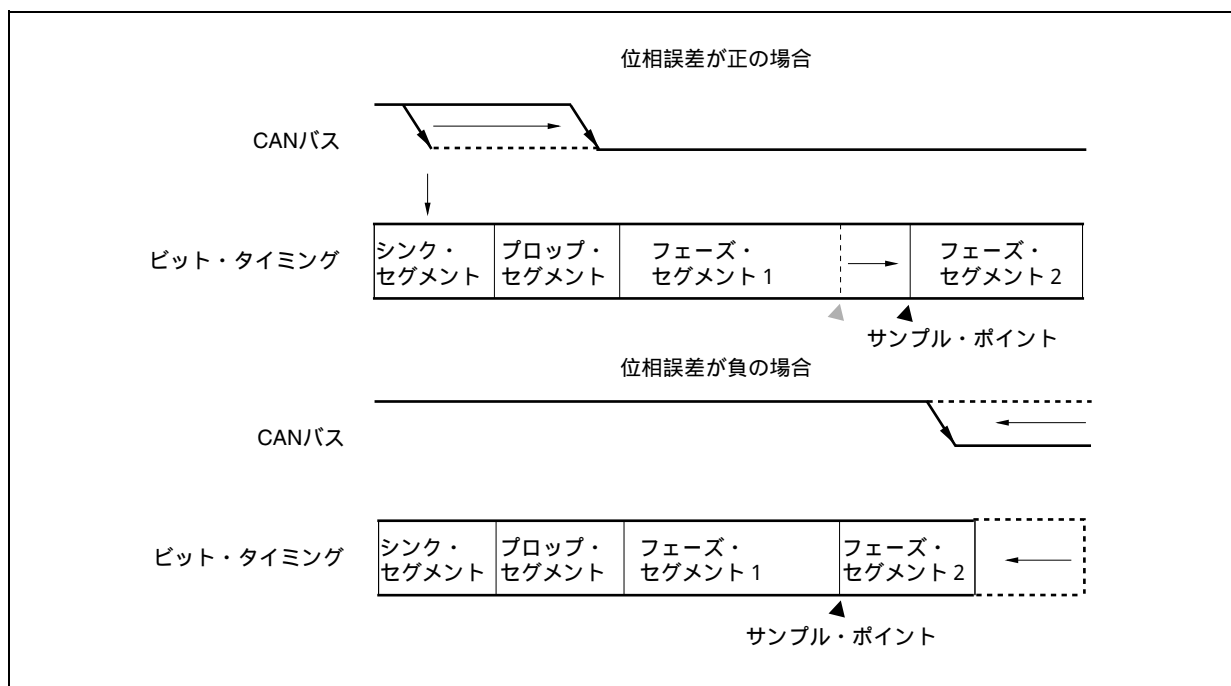 位相誤差が正の場合
CANバス
ビット・タイミング
シンク・
セグメント
プロップ・
セグメント
フェーズ・
セグメント1
フェーズ・
セグメント2
サンプル・ポイント
位相誤差が負の場合
CANバス
ビット・タイミング
シンク・
セグメント
プロップ・
セグメント
フェーズ・
セグメント1
フェーズ・
セグメント2
サンプル・ポイント